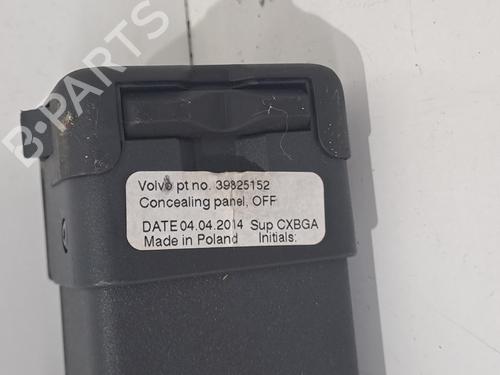 B-PARTS
Volvo pt no. 39825152
Concealing panel, OFF
DATE 04.04.2014 Sup CXBGA
Made in Poland Initials: